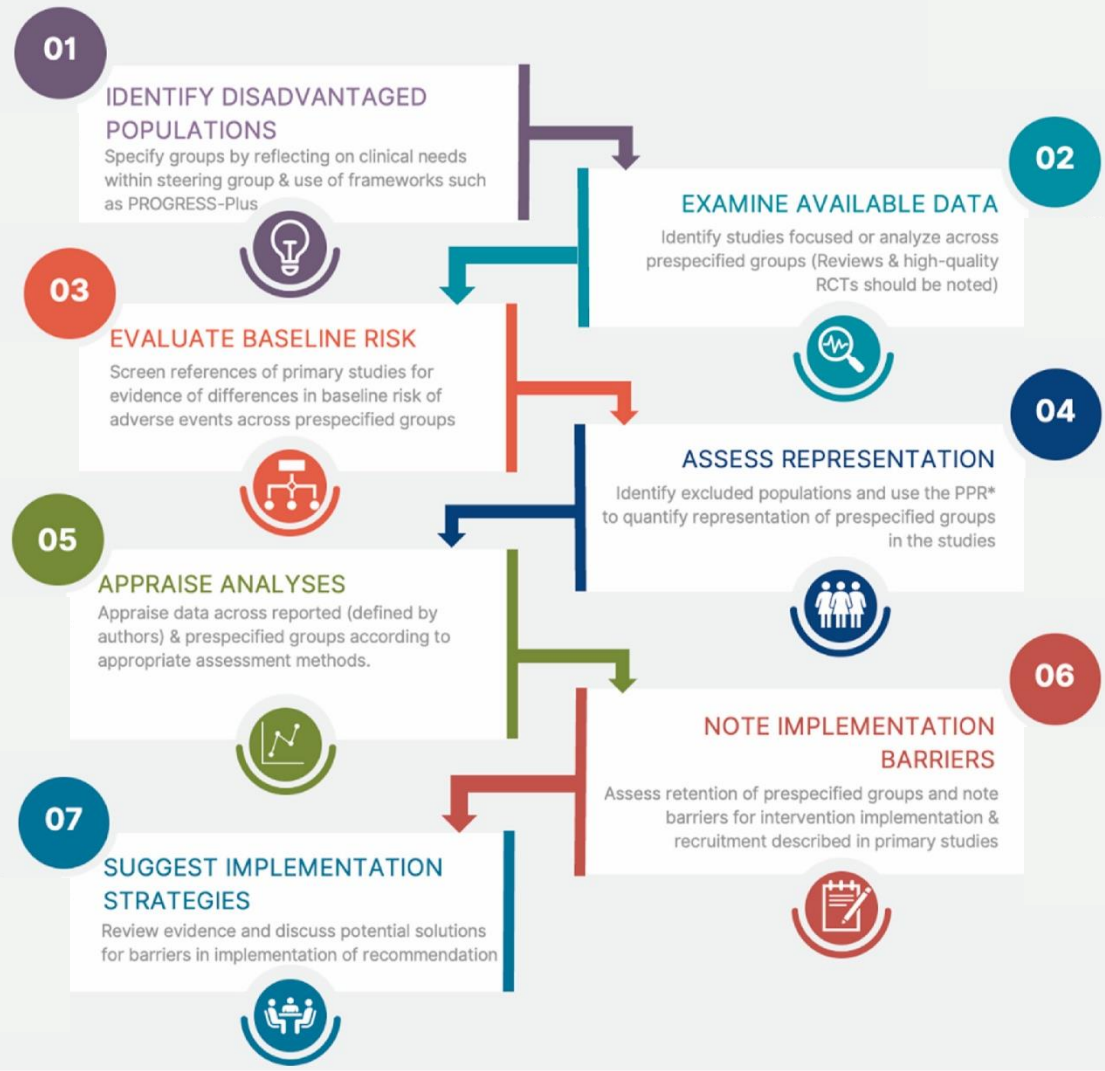 01
IDENTIFY DISADVANTAGED
POPULATIONS
Specify groups by reflecting on clinical needs
within steering group & use of frameworks such
as PROGRESS-Plus
02
EXAMINE AVAILABLE DATA
Identify studies focused or analyze across
prespecified groups (Reviews & high-quality
RCTs should be noted)
03
EVALUATE BASELINE RISK
Screen references of primary studies for
evidence of differences in baseline risk of
adverse events across prespecified groups
04
ASSESS REPRESENTATION
Identify excluded populations and use the PPR*
to quantify representation of prespecified groups
in the studies
05
APPRAISE ANALYSES
Appraise data across reported (defined by
authors) & prespecified groups according to
appropriate assessment methods.
06
NOTE IMPLEMENTATION
BARRIERS
Assess retention of prespecified groups and note
barriers for intervention implementation &
recruitment described in primary studies
07
SUGGEST IMPLEMENTATION
STRATEGIES
Review evidence and discuss potential solutions
for barriers in implementation of recommendation